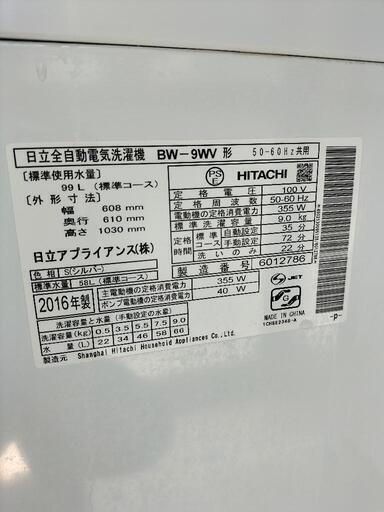 日立全自動電気洗濯機 BW-9WV 形 50-60Hz共用
[標準使用水量]
99L (標準コース)
[外形寸法]
幅 608mm
奥行 610mm
高さ 1030mm
日立アプライアンス(株)
色相 S(シルバー)
標準水量 58L (標準コース)
2016年製
主電動機の定格消費電力 355 W
ポンプ電動機の定格消費電力 40 W
PS
E
HITACHI
定格電圧 100 V
定格周波数 50-60 Hz
電動機の定格消費電力 355 W
標準洗濯容量 9.0 kg
定格時間 標準コース 全自動設定 35 分
手動設定 72 分
洗いのみ 22 分
製造番号 6012786
S JET
MADE IN CHINA
1CHSE2348-A
洗濯容量と水量 (手動設定の水量)
洗濯容量(kg) 0.5 3.5 5.5 7.5 9.0
水量 (L) 22 34 46 58 66
製造元 Shanghai Hitachi Household Appliances Co., Ltd.
-p-